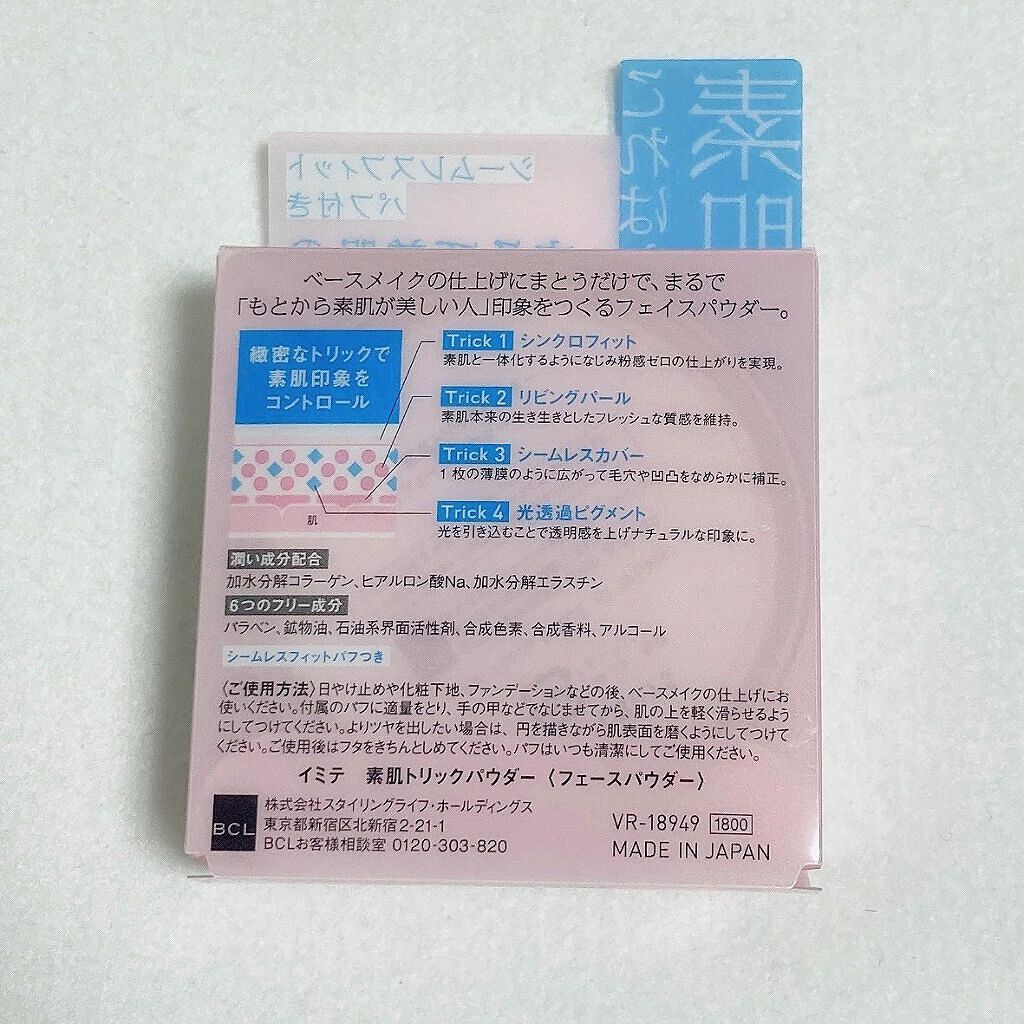 素肌
これは
シームレスフィット
パフ付き
ベースメイクの仕上げにまとうだけで、まるで
「もとから素肌が美しい人」印象をつくるフェイスパウダー。
緻密なトリックで
素肌印象を
コントロール
Trick 1 シンクロフィット
素肌と一体化するようになじみ粉感ゼロの仕上がりを実現。
Trick 2 リビングパール
素肌本来の生き生きとしたフレッシュな質感を維持。
Trick 3 シームレスカバー
1枚の薄膜のように広がって毛穴や凹凸をなめらかに補正。
Trick 4 光透過ピグメント
光を引き込むことで透明感を上げナチュラルな印象に。
肌
潤い成分配合
加水分解コラーゲン、ヒアルロン酸Na、加水分解エラスチン
6つのフリー成分
パラベン、鉱物油、石油系界面活性剤、合成色素、合成香料、アルコール
シームレスフィットパフつき
〈ご使用方法〉日やけ止めや化粧下地、ファンデーションなどの後、ベースメイクの仕上げにお
使いください。付属のパフに適量をとり、手の甲などでなじませてから、肌の上を軽く滑らせるよう
にしてつけてください。よりツヤを出したい場合は、円を描きながら肌表面を磨くようにしてつけて
ください。ご使用後はフタをきちんとしめてください。パフはいつも清潔にしてご使用ください。
イミテ 素肌トリックパウダー〈フェースパウダー〉
BCL
株式会社スタイリングライフ・ホールディングス
東京都新宿区北新宿2-21-1
BCLお客様相談室 0120-303-820
VR-18949 1800
MADE IN JAPAN